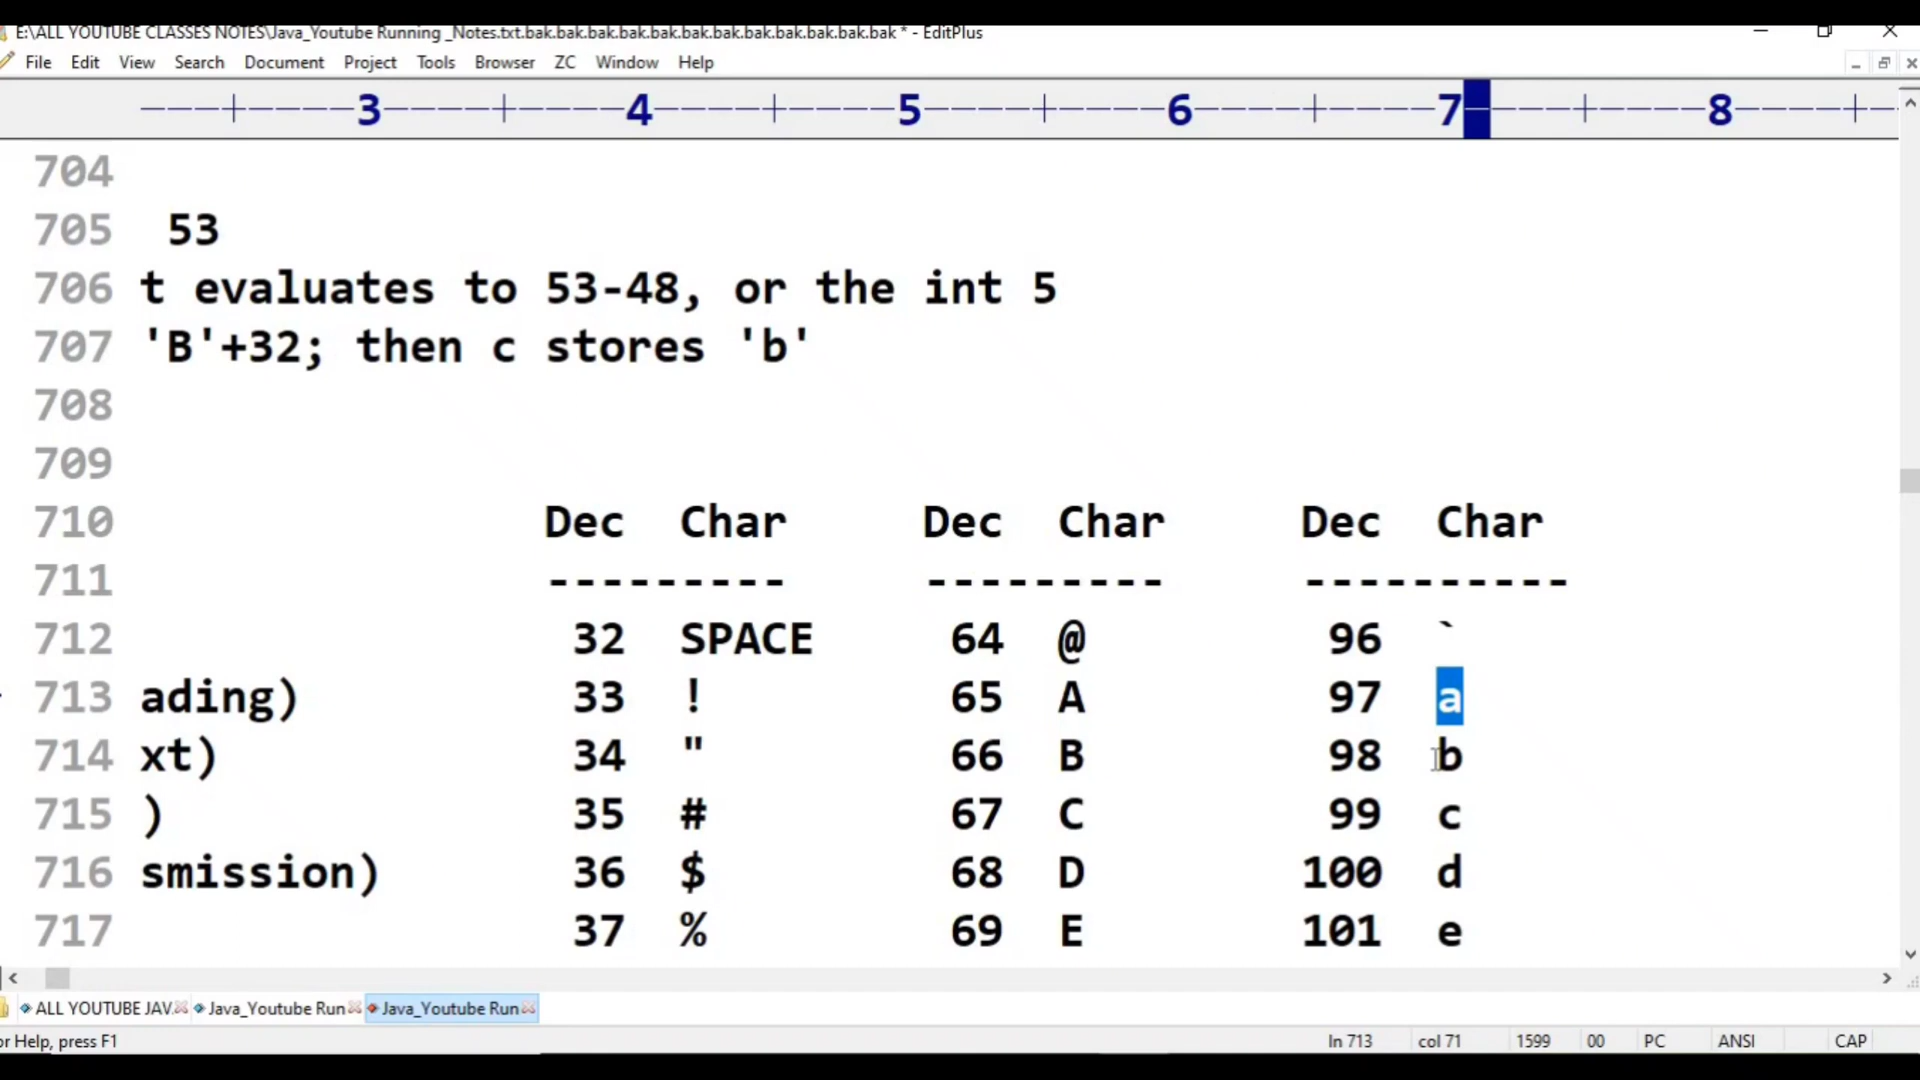 E:\ALL YOUTUBE CLASSES NOTES\Java_Youtube Running _Notes.txt.bak.bak.bak.bak.bak.bak.bak.bak.bak.bak.bak.bak * - EditPlus
File Edit View Search Document Project Tools Browser ZC Window Help
----+----3----+----4----+----5----+----6----+----7----+----8----+--
704
705 53
706 t evaluates to 53-48, or the int 5
707 'B'+32; then c stores 'b'
708
709
710 Dec Char Dec Char Dec Char
711 --------- --------- ----------
712 32 SPACE 64 @ 96 `
713 ading) 33 ! 65 A 97 a
714 xt) 34 " 66 B 98 b
715 ) 35 # 67 C 99 c
716 smission) 36 $ 68 D 100 d
717 37 % 69 E 101 e
ALL YOUTUBE JAV Java_Youtube Run Java_Youtube Run
or Help, press F1 ln 713 col 71 1599 00 PC ANSI CAP